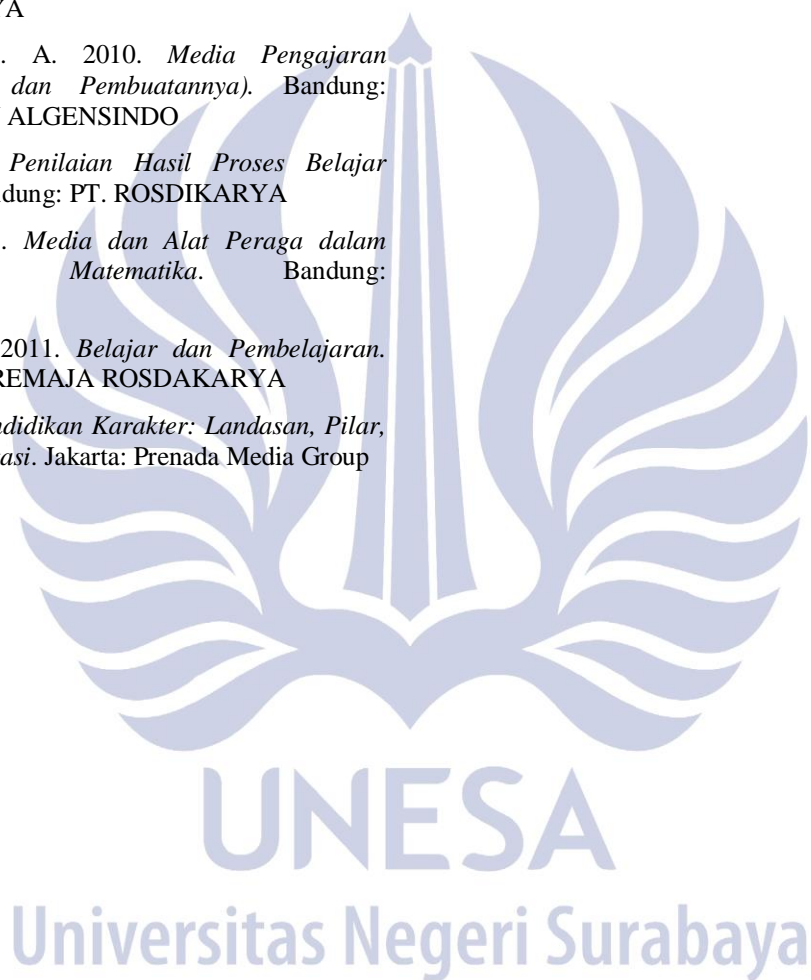 YA
. A. 2010. Media Pengajaran
dan Pembuatannya). Bandung:
ALGENSINDO
Penilaian Hasil Proses Belajar
dung: PT. ROSDIKARYA
. Media dan Alat Peraga dalam
Matematika. Bandung:
2011. Belajar dan Pembelajaran.
REMAJA ROSDAKARYA
ndidikan Karakter: Landasan, Pilar,
asi. Jakarta: Prenada Media Group
UNESA
Universitas Negeri Surabaya